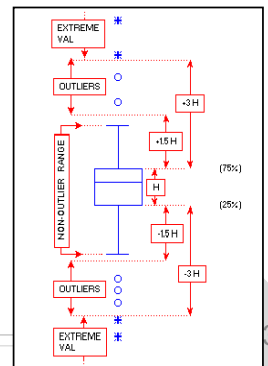 EXTREME
VAL
OUTLIERS
+3 H
+1.5 H
NON-OUTLIER RANGE
(75%)
H
(25%)
-1.5 H
-3 H
OUTLIERS
EXTREME
VAL